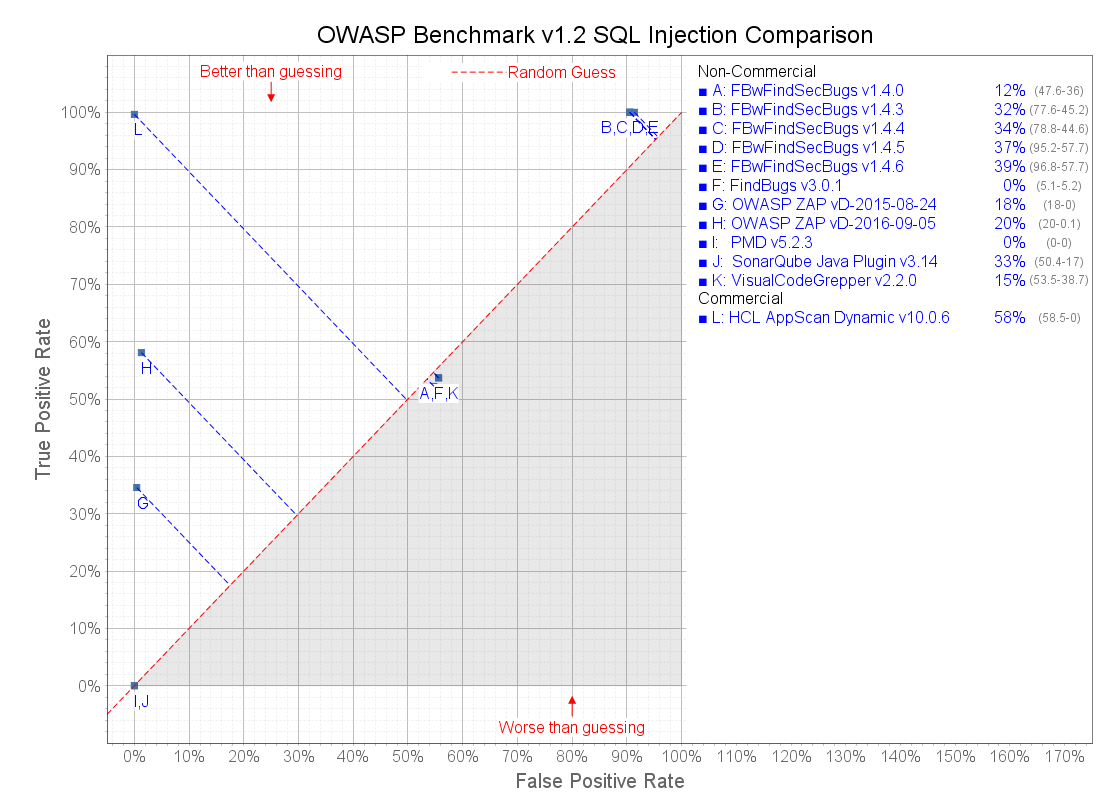 OWASP Benchmark v1.2 SQL Injection Comparison
Better than guessing
Random Guess
Non-Commercial
A: FBwFindSecBugs v1.4.0 12% (47.6-36)
B: FBwFindSecBugs v1.4.3 32% (77.6-45.2)
C: FBwFindSecBugs v1.4.4 34% (78.8-44.6)
D: FBwFindSecBugs v1.4.5 37% (95.2-57.7)
E: FBwFindSecBugs v1.4.6 39% (96.8-57.7)
F: FindBugs v3.0.1 0% (5.1-5.2)
G: OWASP ZAP vD-2015-08-24 18% (18-0)
H: OWASP ZAP vD-2016-09-05 20% (20-0.1)
I: PMD v5.2.3 0% (0-0)
J: SonarQube Java Plugin v3.14 33% (50.4-17)
K: VisualCodeGrepper v2.2.0 15% (53.5-38.7)
Commercial
L: HCL AppScan Dynamic v10.0.6 58% (58.5-0)
100%
90%
80%
70%
60%
50%
40%
30%
20%
10%
0%
True Positive Rate
L
B,C,D,E
H
A,F,K
G
I,J
Worse than guessing
0% 10% 20% 30% 40% 50% 60% 70% 80% 90% 100% 110% 120% 130% 140% 150% 160% 170%
False Positive Rate